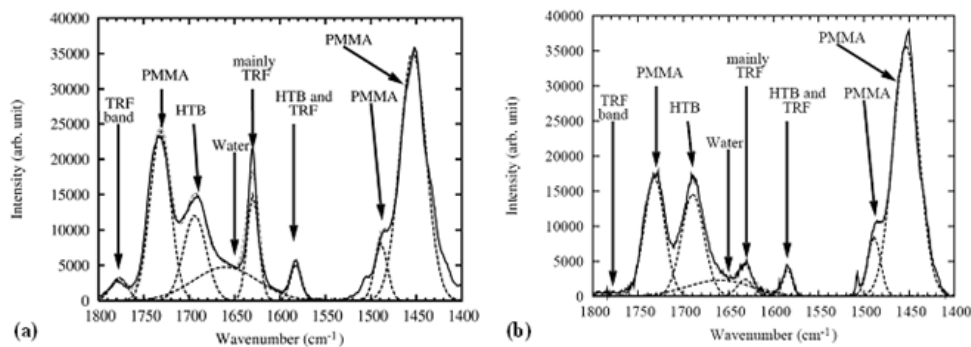 40000
35000
30000
25000
20000
15000
10000
5000
0
Intensity (arb. unit)
TRF
band
PMMA
HTB
Water
mainly
TRF
HTB and
TRF
PMMA
PMMA
1800 1750 1700 1650 1600 1550 1500 1450 1400
Wavenumber (cm-1)
(a)
40000
35000
30000
25000
20000
15000
10000
5000
0
Intensity (arb. unit)
TRF
band
PMMA
HTB
Water
mainly
TRF
HTB and
TRF
PMMA
PMMA
1800 1750 1700 1650 1600 1550 1500 1450 1400
Wavenumber (cm-1)
(b)